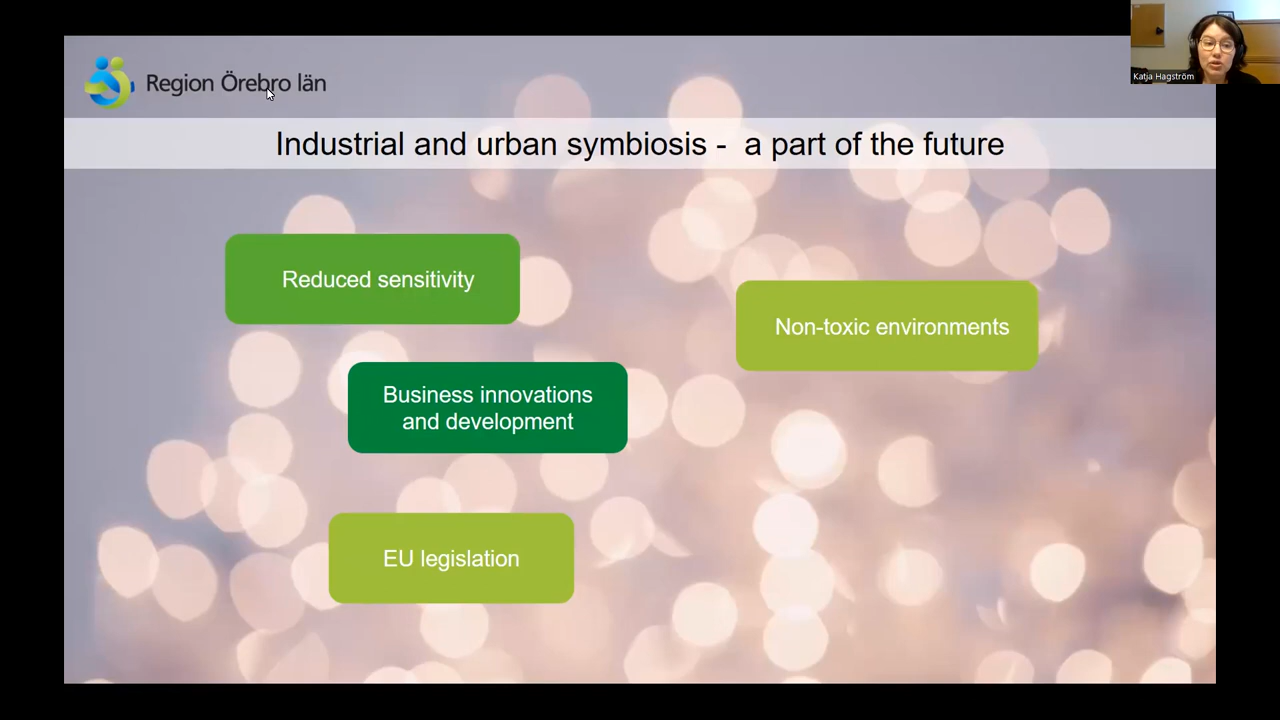 Region Örebro län
Katja Hagström
Industrial and urban symbiosis - a part of the future
Reduced sensitivity
Non-toxic environments
Business innovations
and development
EU legislation